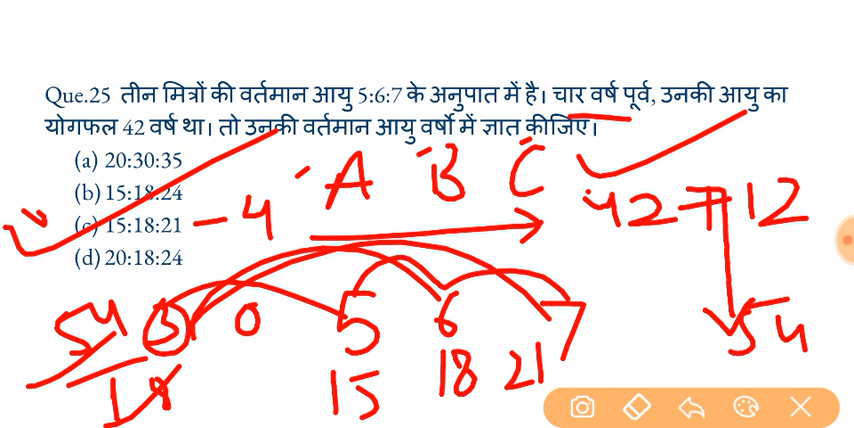 Que.25 तीन मित्रों की वर्तमान आयु 5:6:7 के अनुपात में है। चार वर्ष पूर्व, उनकी आयु का
योगफल 42 वर्ष था। तो उनकी वर्तमान आयु वर्षो में ज्ञात कीजिए।
(a) 20:30:35
(b) 15:18:24
(c) 15:18:21
(d) 20:18:24
-4 A B C 42+12
54 3 0 5 6 7 54
18 15 18 21